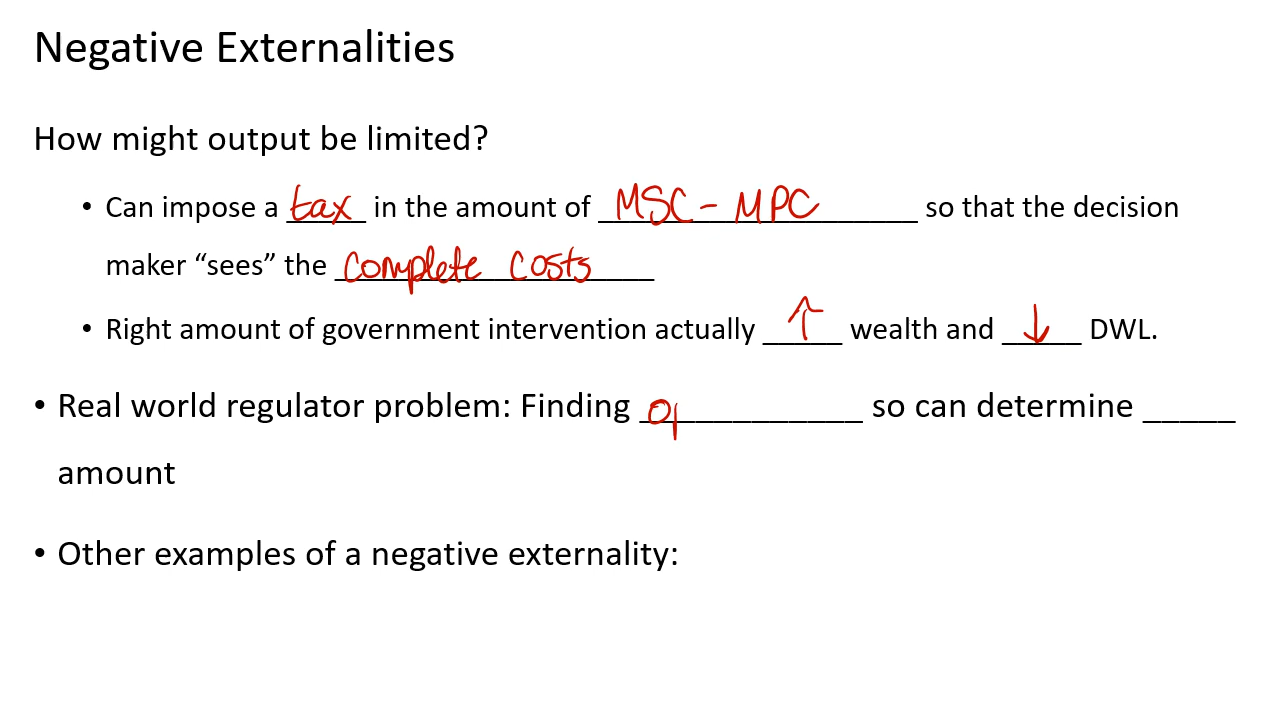 Negative Externalities
How might output be limited?
• Can impose a tax in the amount of MSC - MPC so that the decision
maker “sees” the complete costs
• Right amount of government intervention actually ↑ wealth and ↓ DWL.
• Real world regulator problem: Finding op__________ so can determine _____
amount
• Other examples of a negative externality: